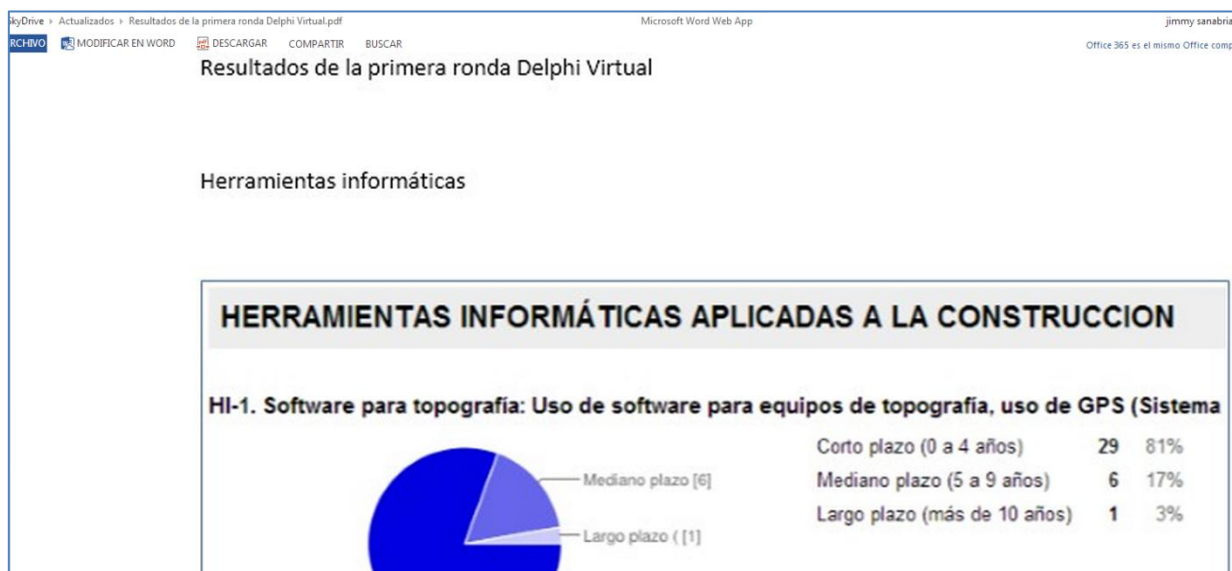 kyDrive ▸ Actualizados ▸ Resultados de la primera ronda Delphi Virtual.pdf
Microsoft Word Web App
jimmy sanabria
RCHIVO MODIFICAR EN WORD DESCARGAR COMPARTIR BUSCAR
Office 365 es el mismo Office comp
Resultados de la primera ronda Delphi Virtual
Herramientas informáticas
HERRAMIENTAS INFORMÁTICAS APLICADAS A LA CONSTRUCCION
HI-1. Software para topografía: Uso de software para equipos de topografía, uso de GPS (Sistema
Mediano plazo [6]
Largo plazo ( [1]
Corto plazo (0 a 4 años) 29 81%
Mediano plazo (5 a 9 años) 6 17%
Largo plazo (más de 10 años) 1 3%